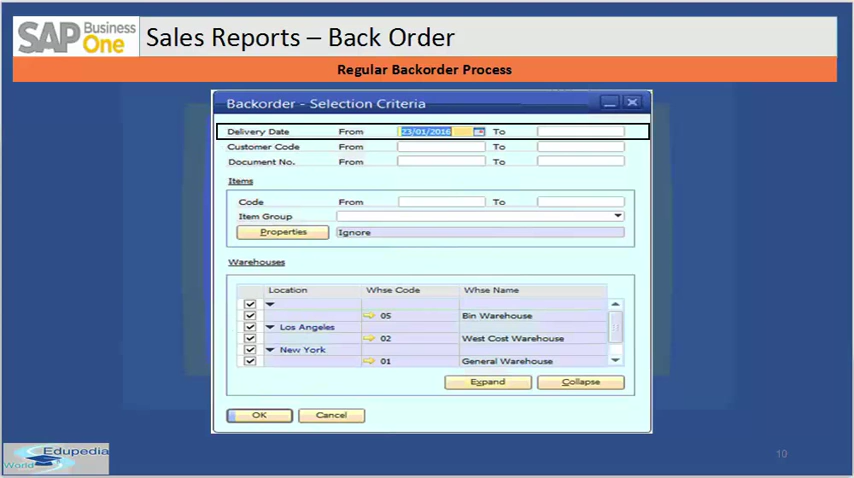 SAP Business One
Sales Reports – Back Order
Regular Backorder Process
Backorder - Selection Criteria
Delivery Date From 23/01/2016 To
Customer Code From To
Document No. From To
Items
Code From To
Item Group
Properties Ignore
Warehouses
Location Whse Code Whse Name
05 Bin Warehouse
Los Angeles
02 West Cost Warehouse
New York
01 General Warehouse
Expand Collapse
OK Cancel
Edupedia
World
10